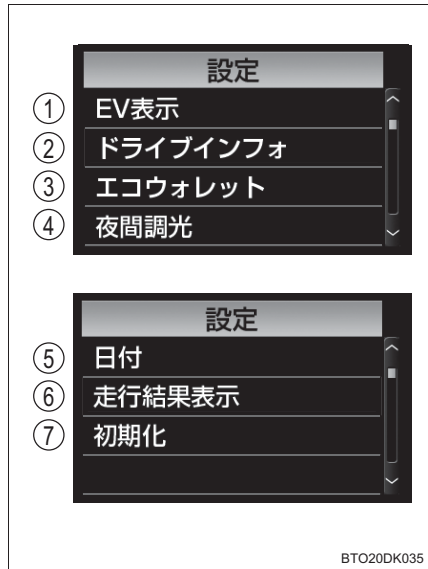 設定
① EV表示
② ドライブインフォ
③ エコウォレット
④ 夜間調光
設定
⑤ 日付
⑥ 走行結果表示
⑦ 初期化
BTO20DK035